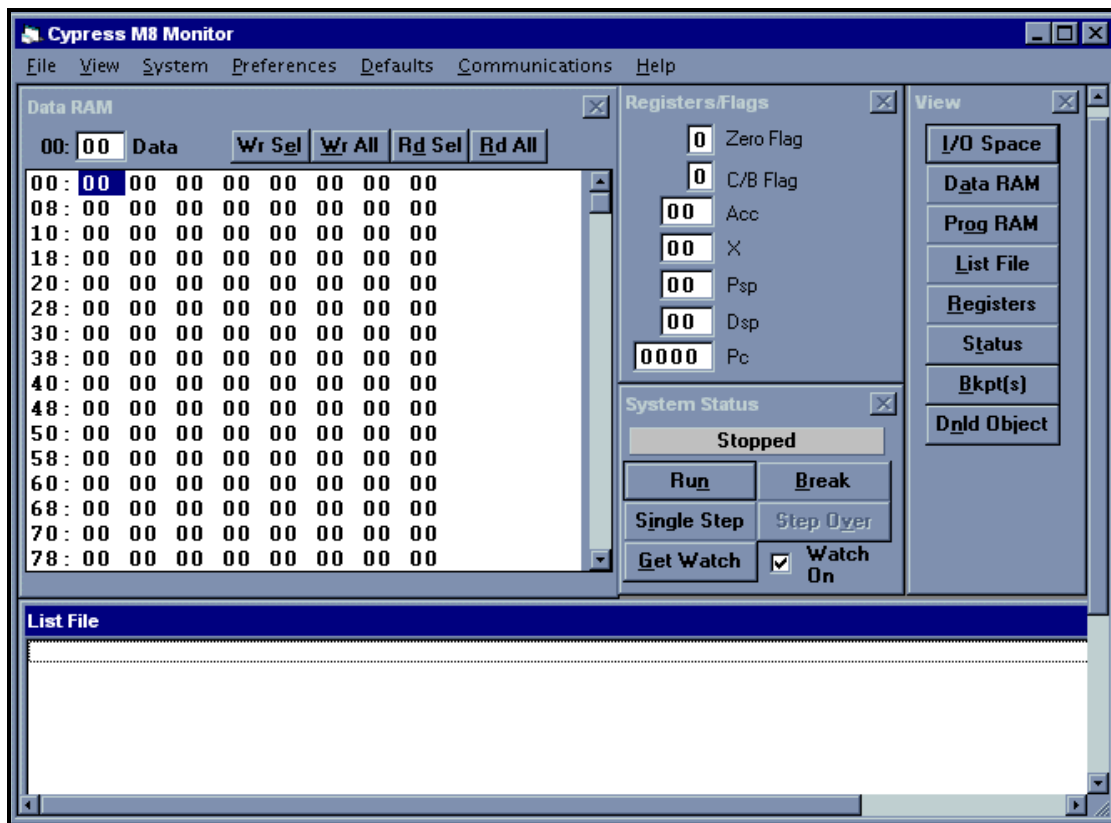 Cypress M8 Monitor
File View System Preferences Defaults Communications Help
Data RAM
00: 00 Data Wr Sel Wr All Rd Sel Rd All
00: 00 00 00 00 00 00 00 00
08: 00 00 00 00 00 00 00 00
10: 00 00 00 00 00 00 00 00
18: 00 00 00 00 00 00 00 00
20: 00 00 00 00 00 00 00 00
28: 00 00 00 00 00 00 00 00
30: 00 00 00 00 00 00 00 00
38: 00 00 00 00 00 00 00 00
40: 00 00 00 00 00 00 00 00
48: 00 00 00 00 00 00 00 00
50: 00 00 00 00 00 00 00 00
58: 00 00 00 00 00 00 00 00
60: 00 00 00 00 00 00 00 00
68: 00 00 00 00 00 00 00 00
70: 00 00 00 00 00 00 00 00
78: 00 00 00 00 00 00 00 00
Registers/Flags
0 Zero Flag
0 C/B Flag
00 Acc
00 X
00 Psp
00 Dsp
0000 Pc
System Status
Stopped
Run Break
Single Step Step Over
Get Watch Watch
On
View
I/O Space
Data RAM
Prog RAM
List File
Registers
Status
Bkpt(s)
Dnld Object
List File